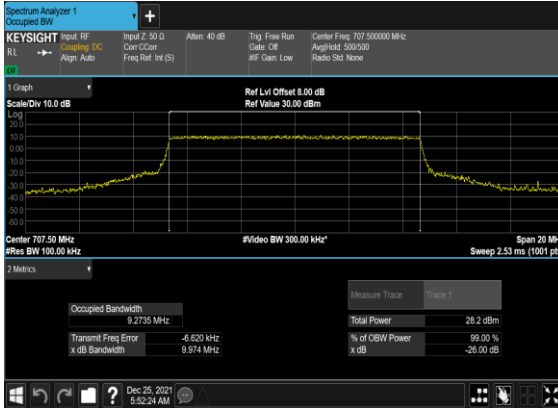 Spectrum Analyzer 1
Occupied BW
+
KEYSIGHT Input: RF Input Z: 50 Ω Atten: 40 dB Trig: Free Run Center Freq: 707.500000 MHz
RL Coupling: DC Corr CCorr Gate: Off Avg|Hold: 500/500
Align: Auto Freq Ref: Int (S) #IF Gain: Low Radio Std: None
1 Graph
Scale/Div 10.0 dB
Ref Lvl Offset 8.00 dB
Ref Value 30.00 dBm
Log
20.0
10.0
0.00
-10.0
-20.0
-30.0
-40.0
-50.0
-60.0
Center 707.50 MHz #Video BW 300.00 kHz* Span 20 MH
#Res BW 100.00 kHz Sweep 2.53 ms (1001 pt
2 Metrics
Measure Trace Trace 1
Occupied Bandwidth
9.2735 MHz Total Power 28.2 dBm
Transmit Freq Error -6.620 kHz % of OBW Power 99.00 %
x dB Bandwidth 9.974 MHz x dB -26.00 dB
? Dec 25, 2021
5:52:24 AM